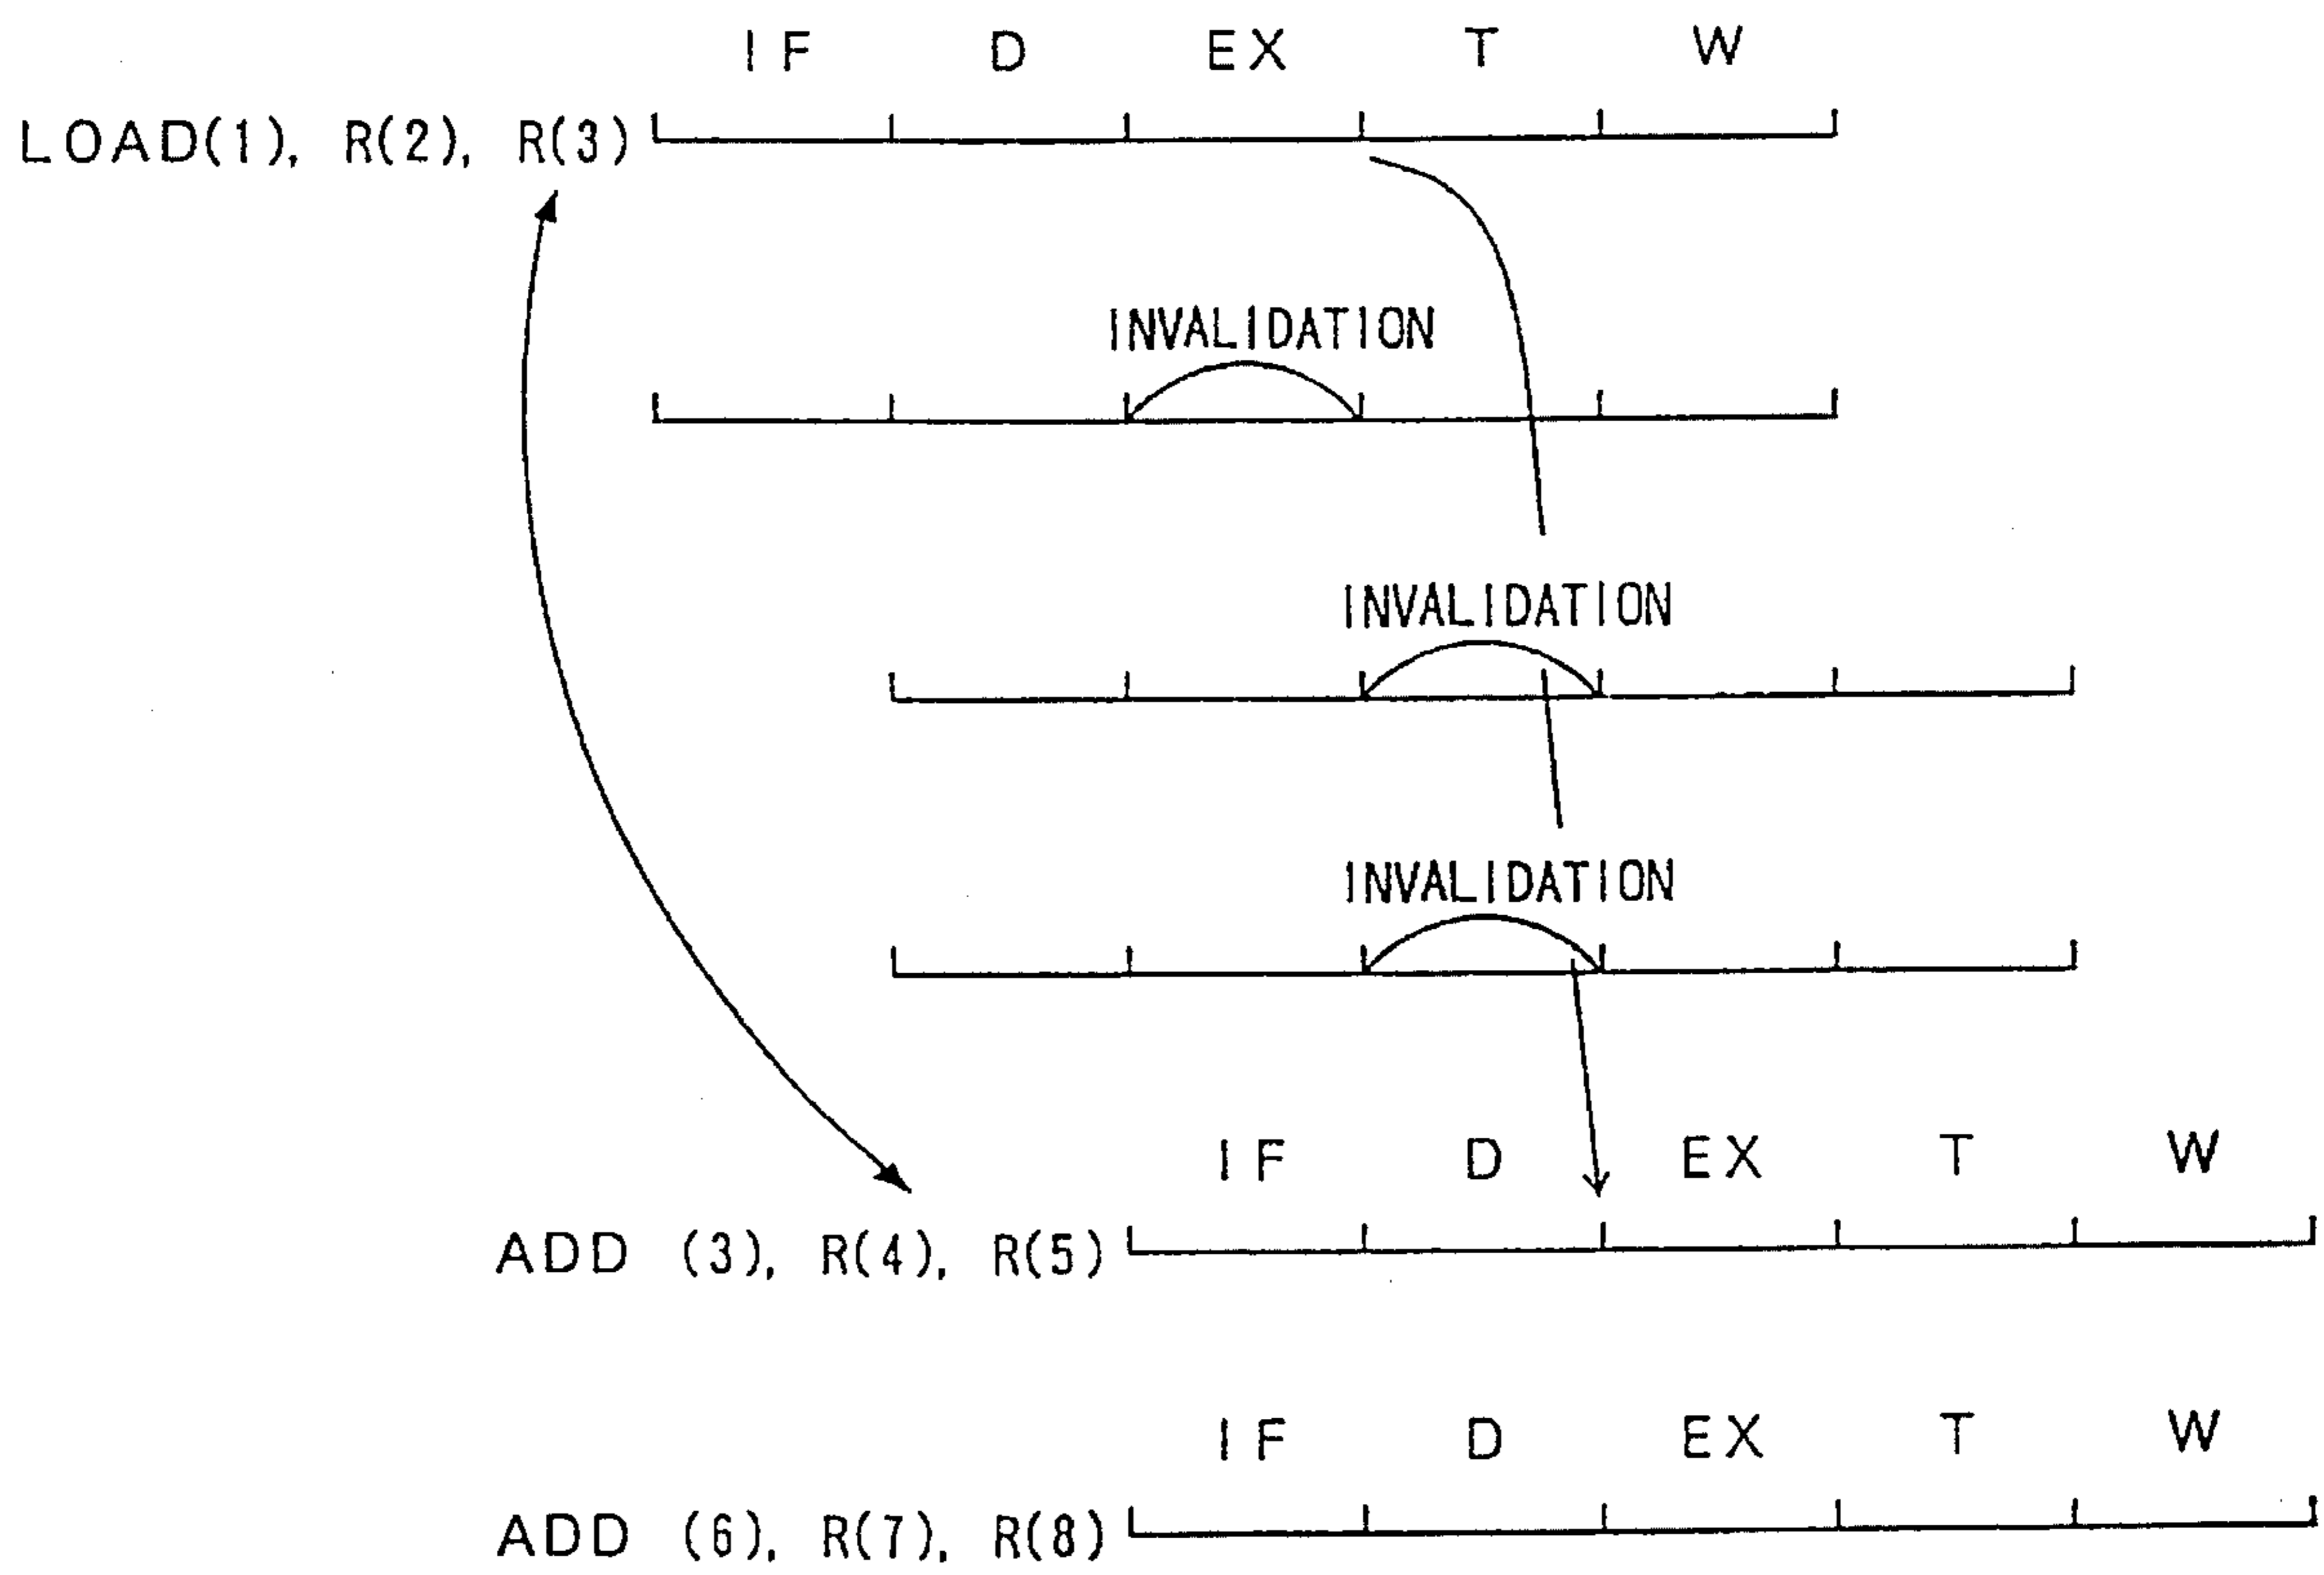 IF D EX T W
LOAD(1), R(2), R(3)
INVALIDATION
INVALIDATION
INVALIDATION
IF D EX T W
ADD (3), R(4), R(5)
IF D EX T W
ADD (6), R(7), R(8)